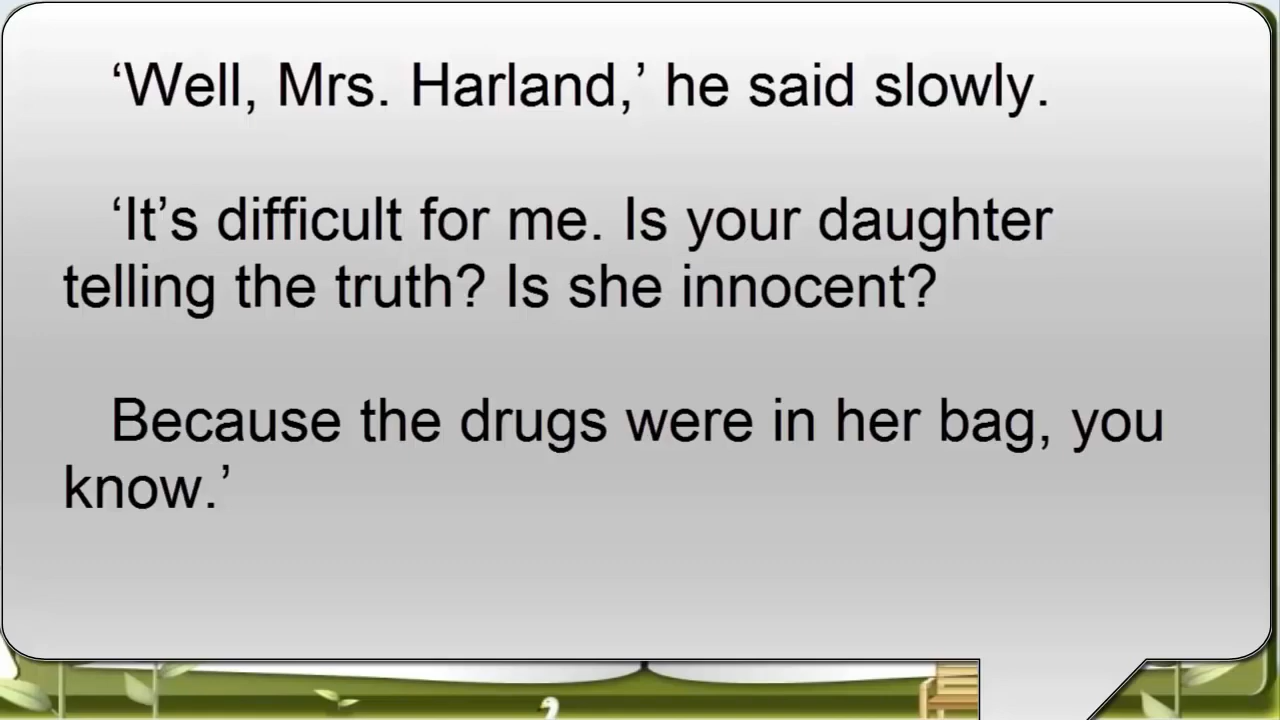 ‘Well, Mrs. Harland,’ he said slowly.
‘It’s difficult for me. Is your daughter
telling the truth? Is she innocent?
Because the drugs were in her bag, you
know.’